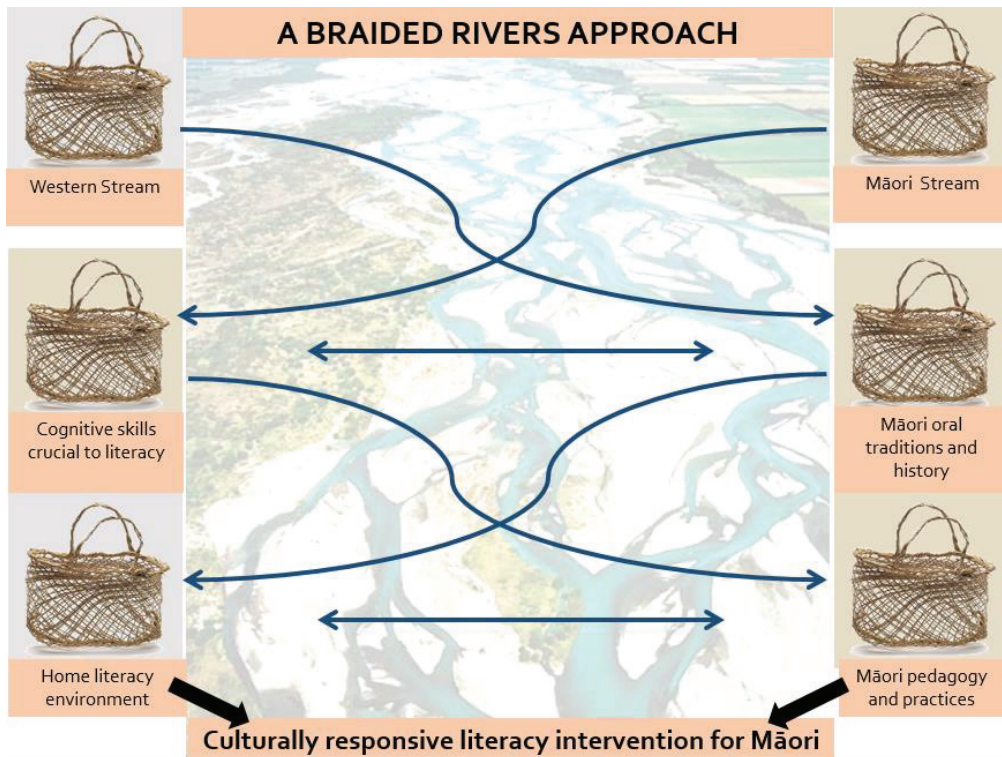 A BRAIDED RIVERS APPROACH
Western Stream
Māori Stream
Cognitive skills
crucial to literacy
Māori oral
traditions and
history
Home literacy
environment
Māori pedagogy
and practices
Culturally responsive literacy intervention for Māori